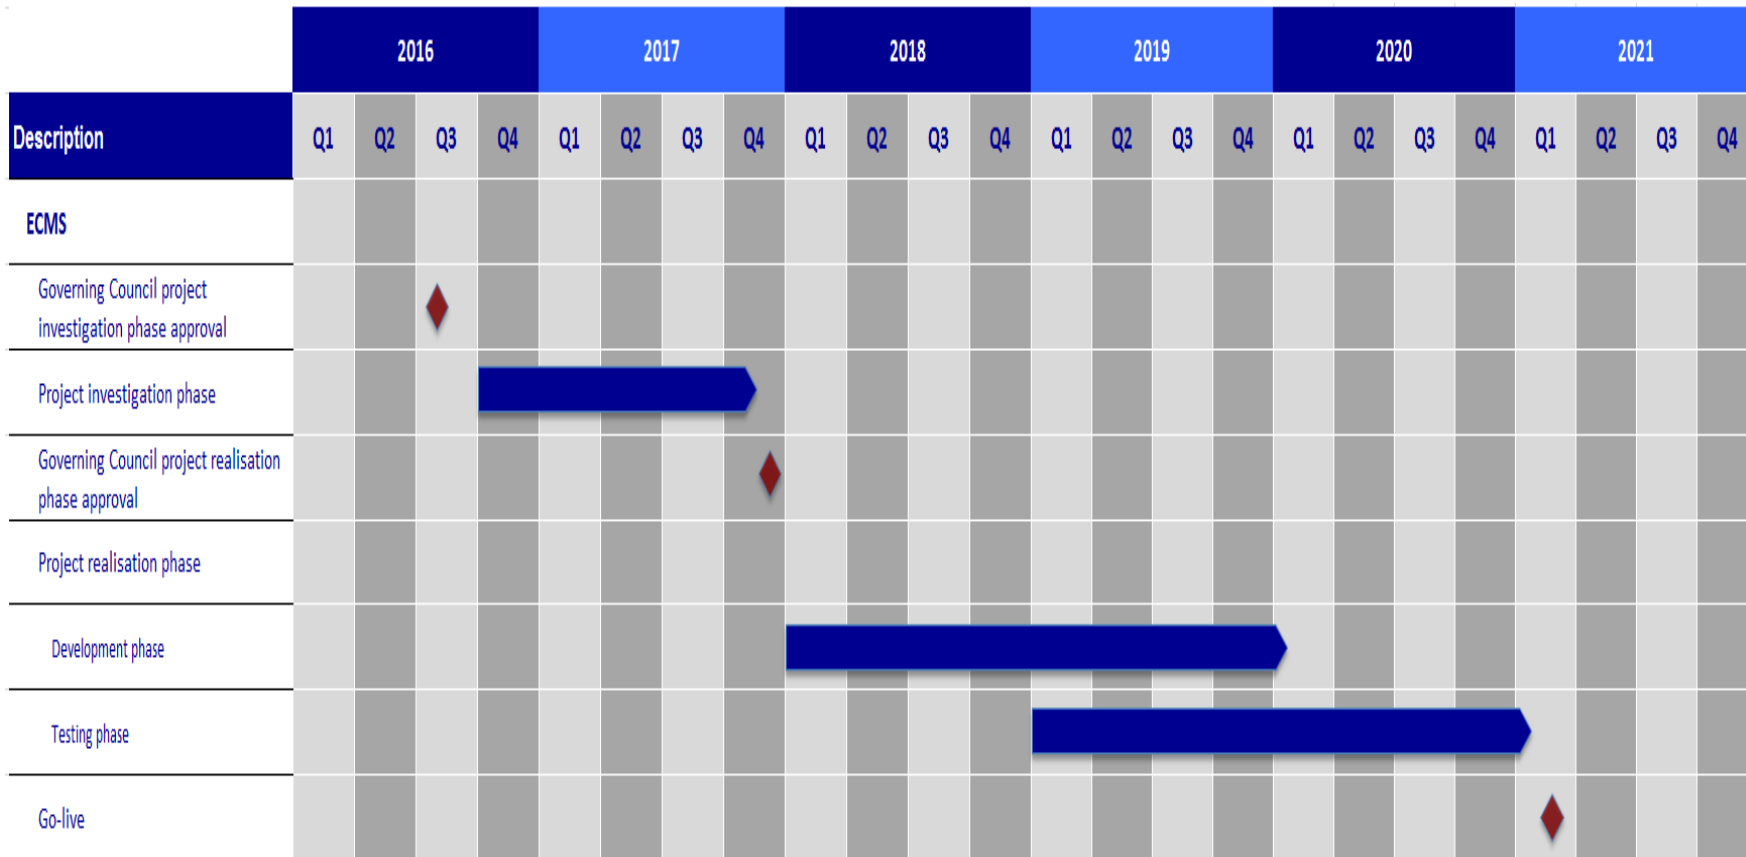 2016 2017 2018 2019 2020 2021
Description Q1 Q2 Q3 Q4 Q1 Q2 Q3 Q4 Q1 Q2 Q3 Q4 Q1 Q2 Q3 Q4 Q1 Q2 Q3 Q4 Q1 Q2 Q3 Q4
ECMS
Governing Council project
investigation phase approval
Project investigation phase
Governing Council project realisation
phase approval
Project realisation phase
Development phase
Testing phase
Go-live